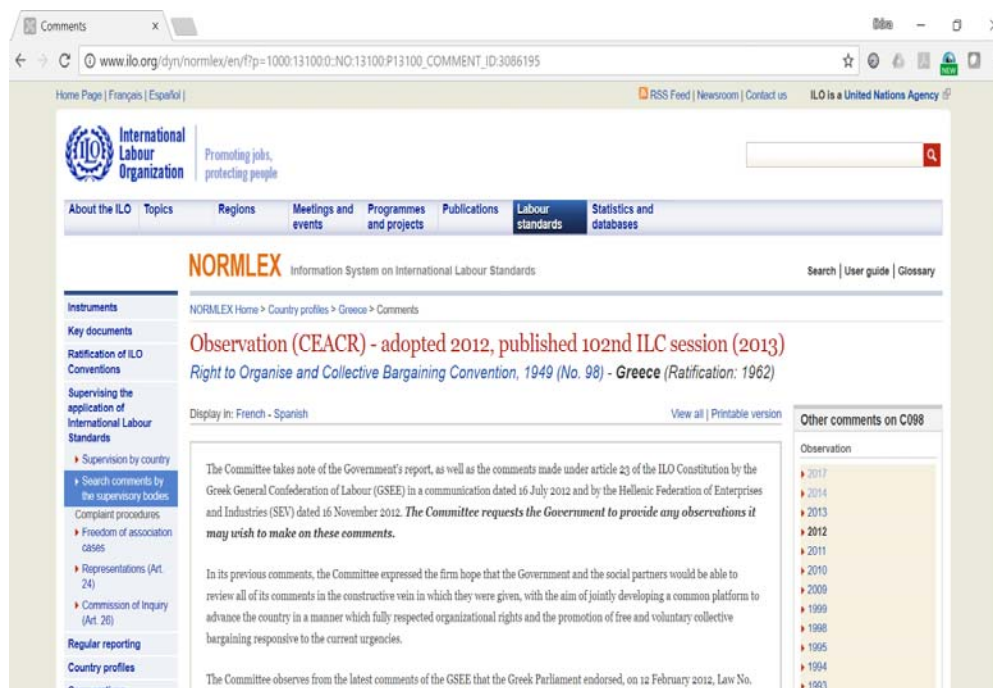 Comments
www.ilo.org/dyn/normlex/en/f?p=1000:13100:0::NO:13100:P13100_COMMENT_ID:3086195
NEW
Home Page | Français | Español |
RSS Feed | Newsroom | Contact us
ILO is a United Nations Agency
International
Labour
Organization
Promoting jobs,
protecting people
About the ILO Topics Regions Meetings and events Programmes and projects Publications Labour standards Statistics and databases
NORMLEX Information System on International Labour Standards
Search | User guide | Glossary
Instruments
Key documents
Ratification of ILO
Conventions
Supervising the
application of
International Labour
Standards
Supervision by country
Search comments by
the supervisory bodies
Complaint procedures
Freedom of association
cases
Representations (Art.
24)
Commission of Inquiry
(Art. 26)
Regular reporting
Country profiles
NORMLEX Home > Country profiles > Greece > Comments
Observation (CEACR) - adopted 2012, published 102nd ILC session (2013)
Right to Organise and Collective Bargaining Convention, 1949 (No. 98) - Greece (Ratification: 1962)
Display in: French - Spanish
View all | Printable version
The Committee takes note of the Government's report, as well as the comments made under article 23 of the ILO Constitution by the
Greek General Confederation of Labour (GSEE) in a communication dated 16 July 2012 and by the Hellenic Federation of Enterprises
and Industries (SEV) dated 16 November 2012. The Committee requests the Government to provide any observations it
may wish to make on these comments.
In its previous comments, the Committee expressed the firm hope that the Government and the social partners would be able to
review all of its comments in the constructive vein in which they were given, with the aim of jointly developing a common platform to
advance the country in a manner which fully respected organizational rights and the promotion of free and voluntary collective
bargaining responsive to the current urgencies.
The Committee observes from the latest comments of the GSEE that the Greek Parliament endorsed, on 12 February 2012, Law No.
Other comments on C098
Observation
2017
2014
2013
2012
2011
2010
2009
1999
1998
1995
1994
1993